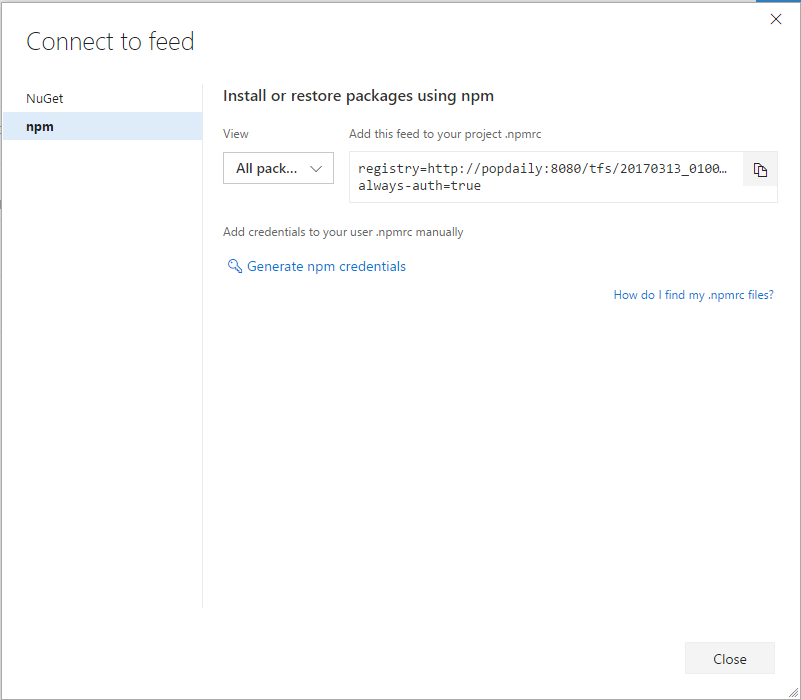 Connect to feed
NuGet
npm
Install or restore packages using npm
View
Add this feed to your project .npmrc
All pack...
registry=http://popdaily:8080/tfs/20170313_0100…
always-auth=true
Add credentials to your user .npmrc manually
Generate npm credentials
How do I find my .npmrc files?
Close